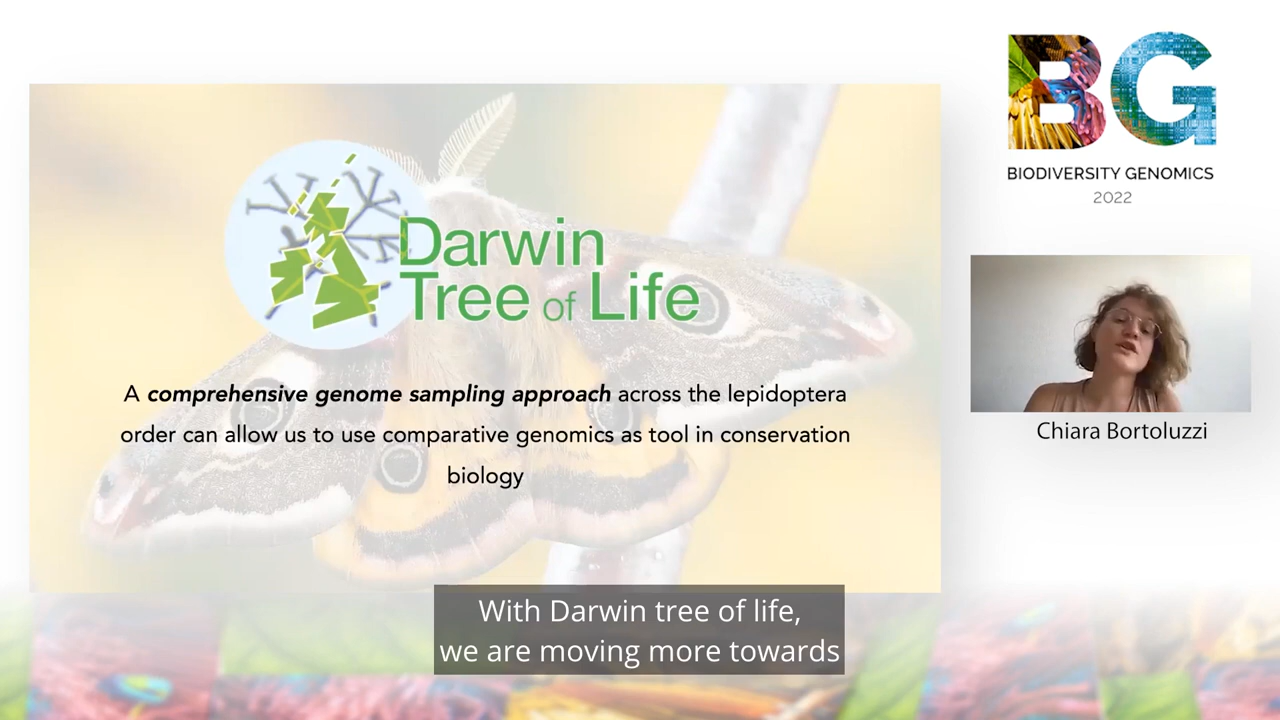 BG
BIODIVERSITY GENOMICS
2022
Darwin
Tree of Life
A comprehensive genome sampling approach across the lepidoptera
order can allow us to use comparative genomics as tool in conservation
biology
Chiara Bortoluzzi
With Darwin tree of life,
we are moving more towards